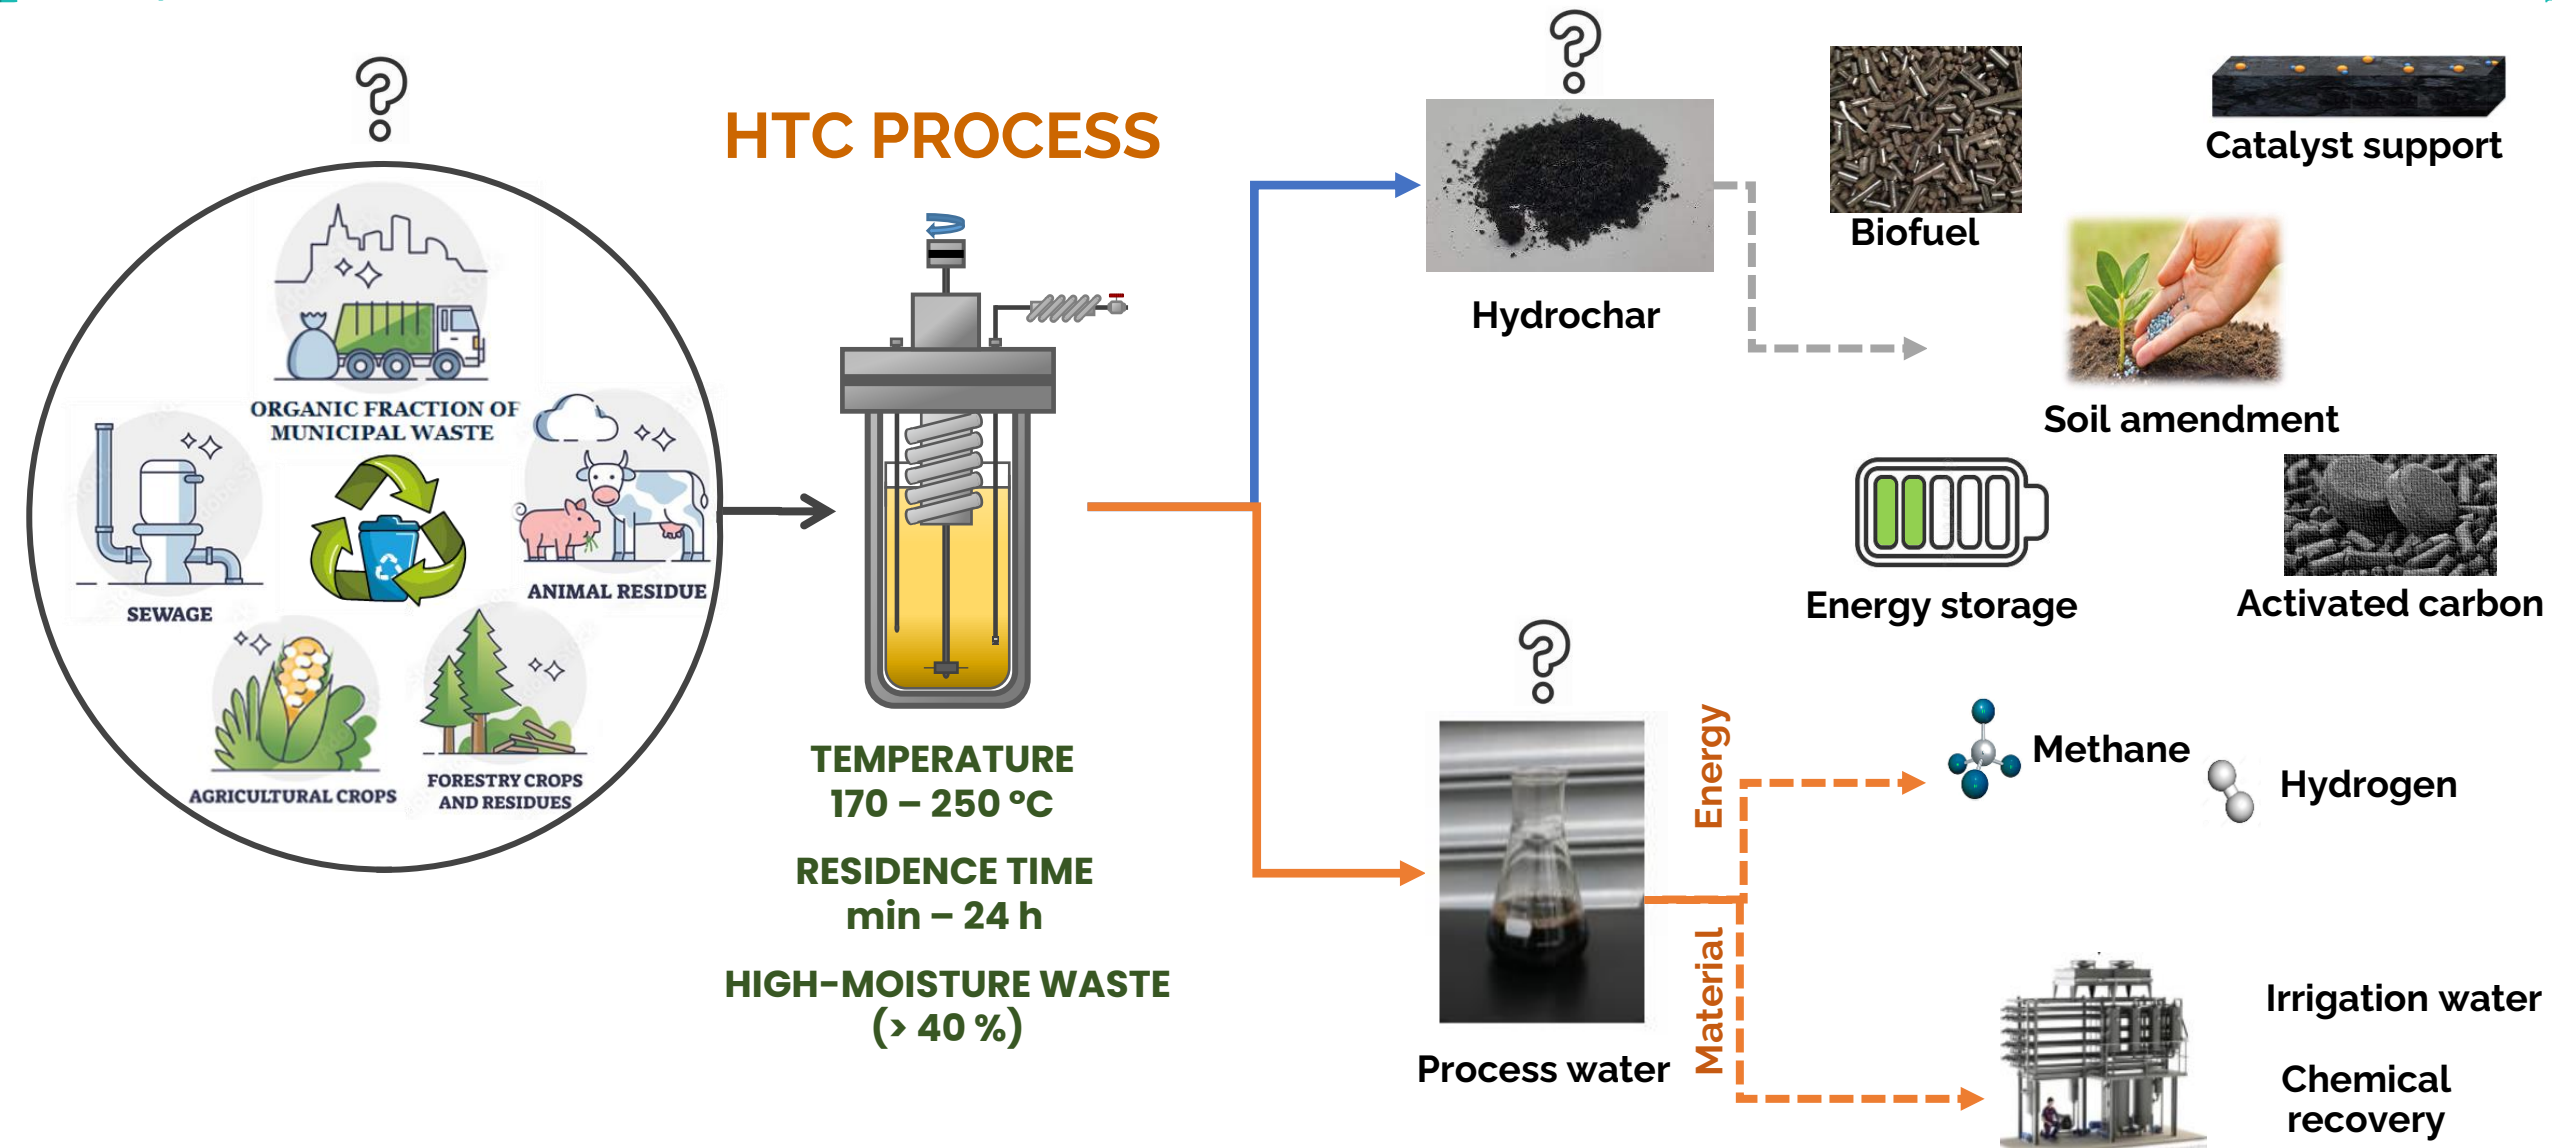 HTC PROCESS
ORGANIC FRACTION OF
MUNICIPAL WASTE
SEWAGE
ANIMAL RESIDUE
AGRICULTURAL CROPS
FORESTRY CROPS
AND RESIDUES
TEMPERATURE
170 – 250 ºC
RESIDENCE TIME
min – 24 h
HIGH-MOISTURE WASTE
(> 40 %)
Hydrochar
Biofuel
Catalyst support
Soil amendment
Energy storage
Activated carbon
Process water
Energy
Material
Methane
Hydrogen
Irrigation water
Chemical
recovery